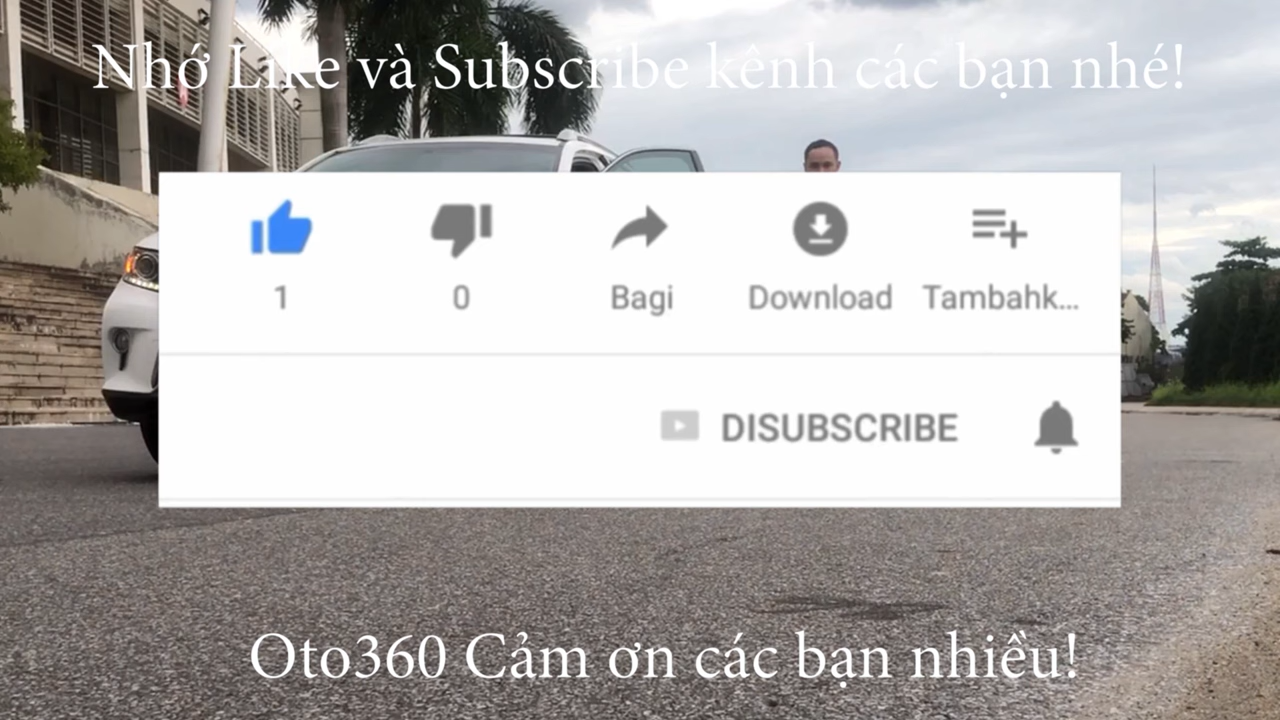 Nhớ Like và Subscribe kênh các bạn nhé!
1 0 Bagi Download Tambahk...
DISUBSCRIBE
Oto360 Cảm ơn các bạn nhiều!